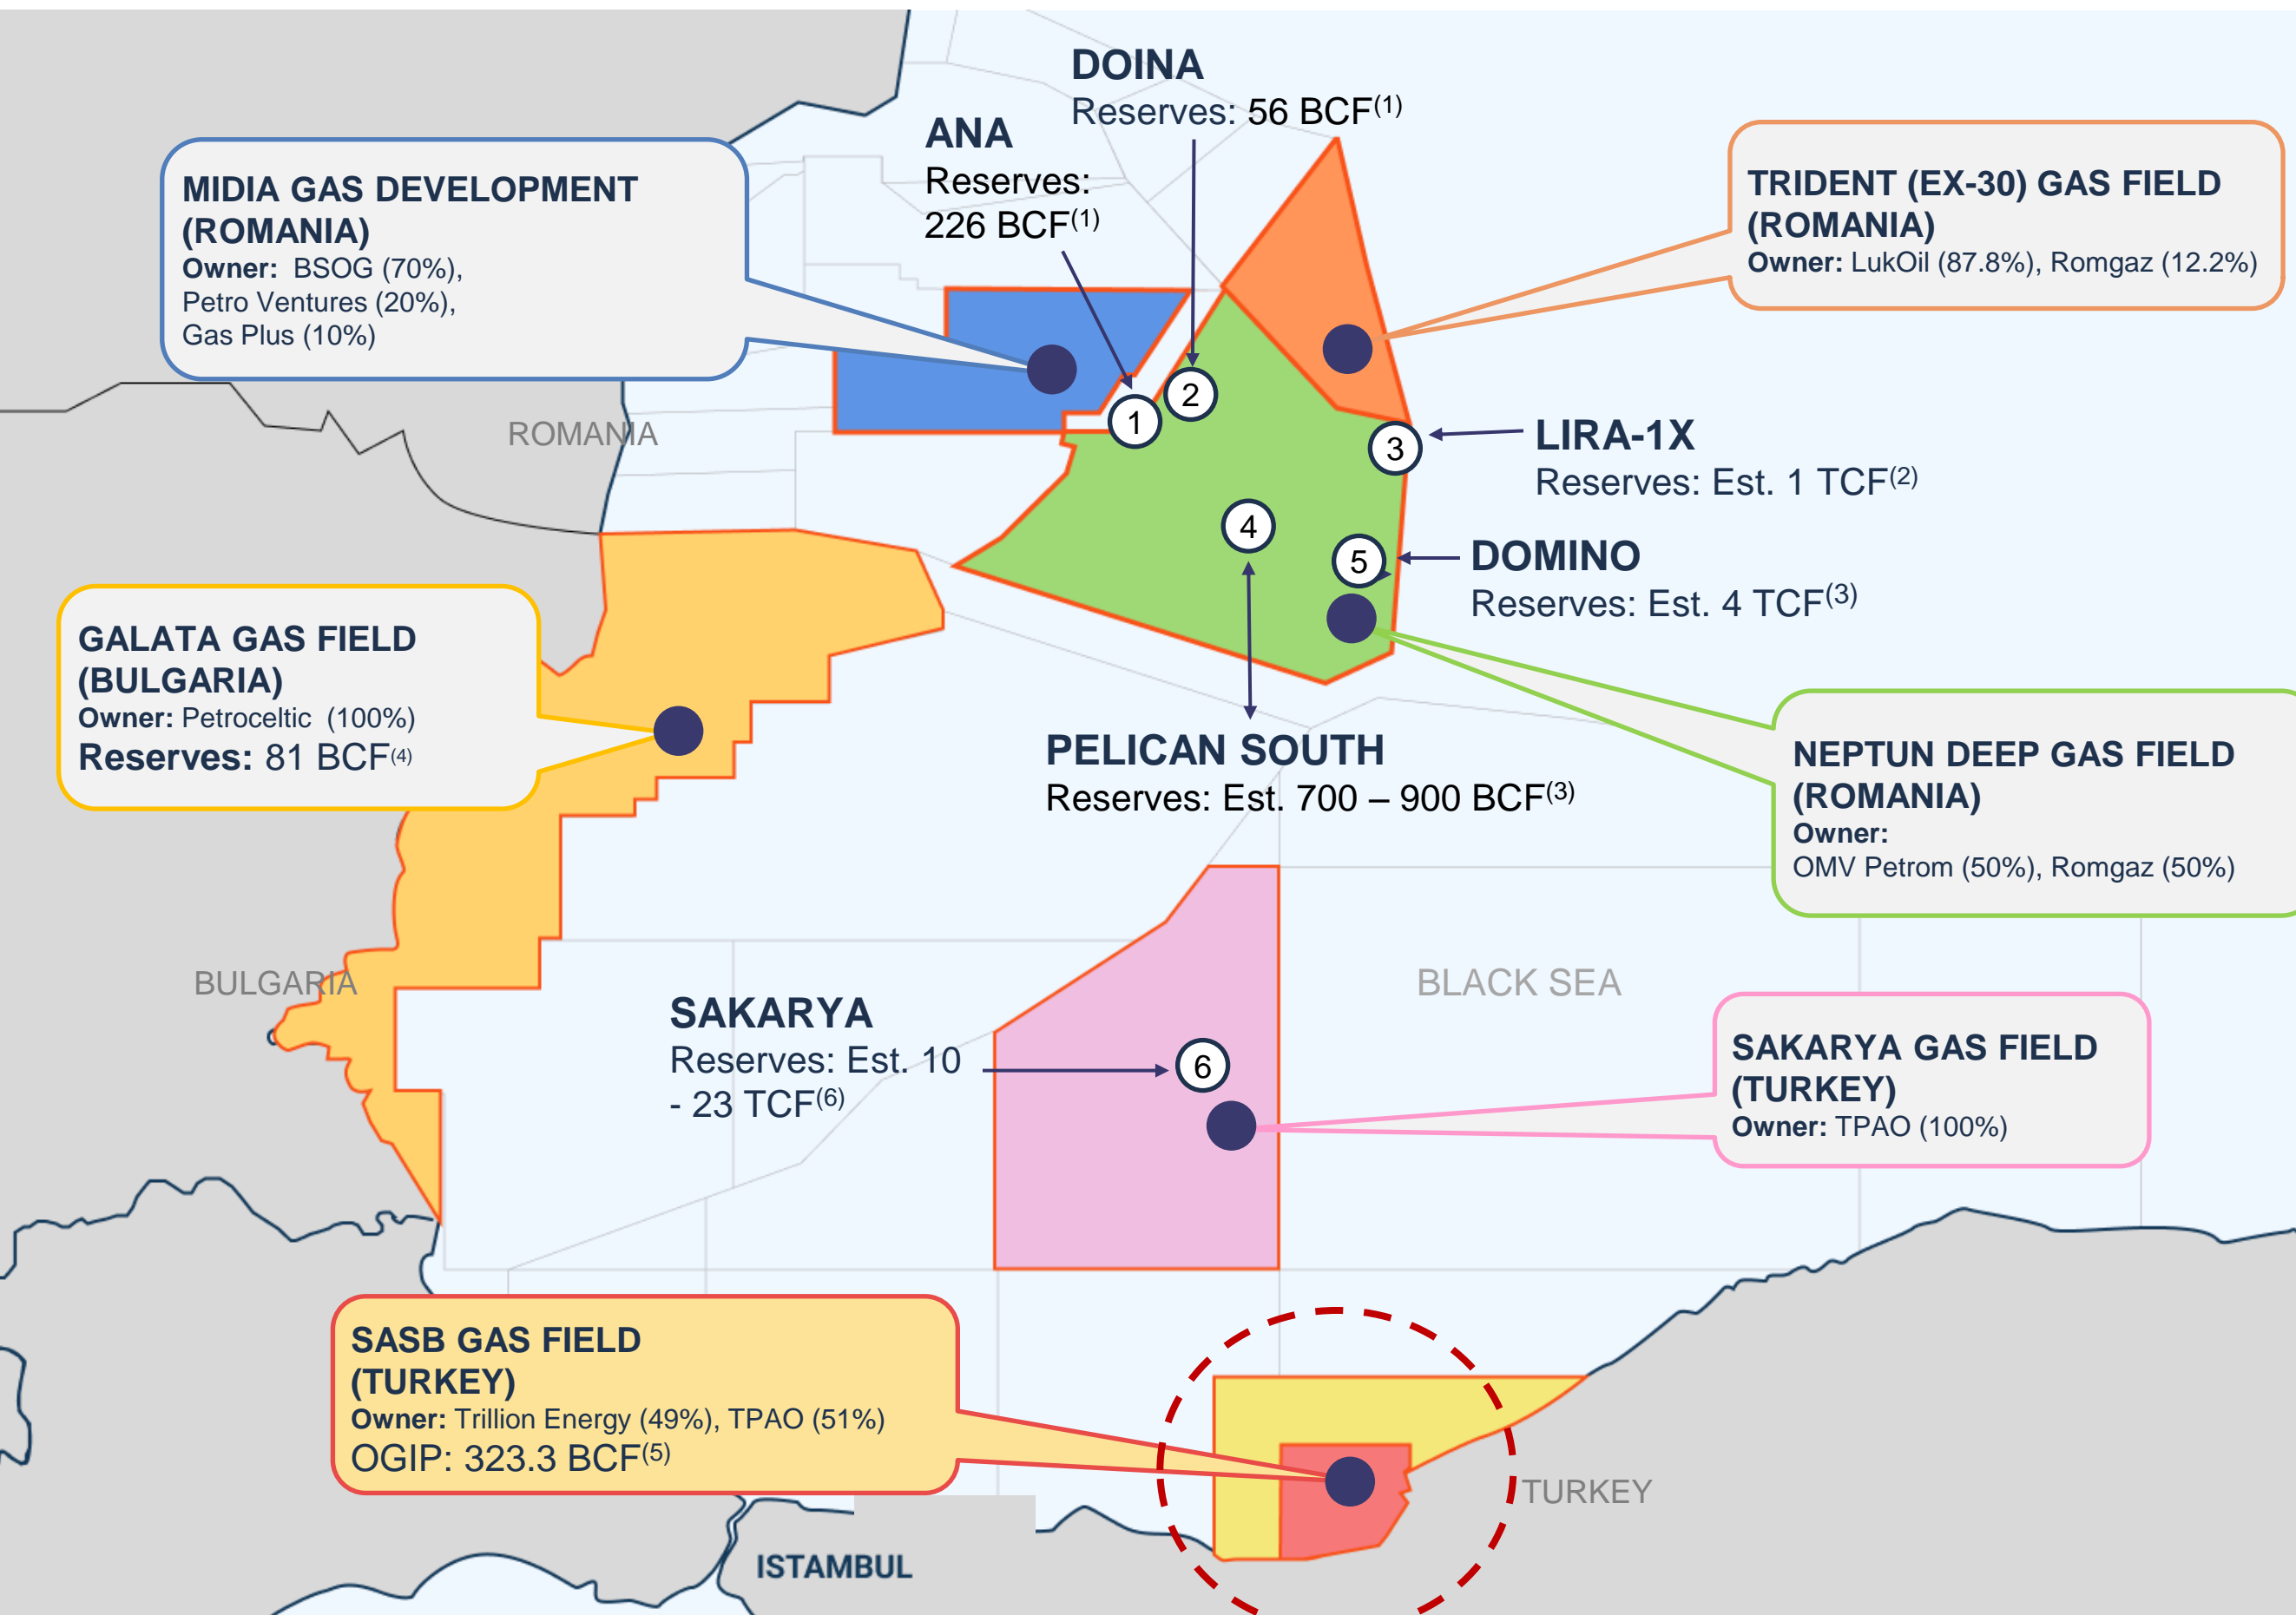 DOINA
Reserves: 56 BCF(1)
ANA
Reserves:
226 BCF(1)
MIDIA GAS DEVELOPMENT
(ROMANIA)
Owner: BSOG (70%),
Petro Ventures (20%),
Gas Plus (10%)
TRIDENT (EX-30) GAS FIELD
(ROMANIA)
Owner: LukOil (87.8%), Romgaz (12.2%)
ROMANIA
1
2
3
LIRA-1X
Reserves: Est. 1 TCF(2)
4
5
DOMINO
Reserves: Est. 4 TCF(3)
GALATA GAS FIELD
(BULGARIA)
Owner: Petroceltic (100%)
Reserves: 81 BCF(4)
PELICAN SOUTH
Reserves: Est. 700 – 900 BCF(3)
NEPTUN DEEP GAS FIELD
(ROMANIA)
Owner:
OMV Petrom (50%), Romgaz (50%)
BULGARIA
BLACK SEA
SAKARYA
Reserves: Est. 10
- 23 TCF(6)
6
SAKARYA GAS FIELD
(TURKEY)
Owner: TPAO (100%)
SASB GAS FIELD
(TURKEY)
Owner: Trillion Energy (49%), TPAO (51%)
OGIP: 323.3 BCF(5)
TURKEY
ISTAMBUL